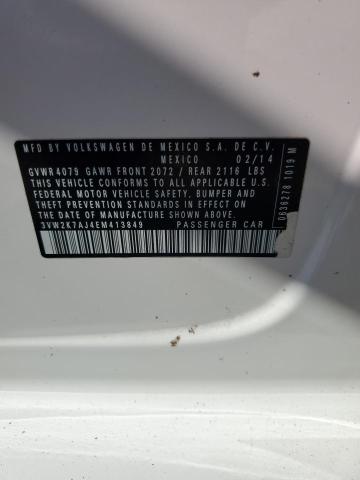 MFD BY VOLKSWAGEN DE MEXICO S.A. DE C.V.
MEXICO 02/14
GVWR 4079 GAWR FRONT 2072 / REAR 2116 LBS
THIS VEHICLE CONFORMS TO ALL APPLICABLE U.S.
FEDERAL MOTOR VEHICLE SAFETY, BUMPER AND
THEFT PREVENTION STANDARDS IN EFFECT ON
THE DATE OF MANUFACTURE SHOWN ABOVE
3VW2K7AJ4EM413849 PASSENGER CAR
0636278 1019 M